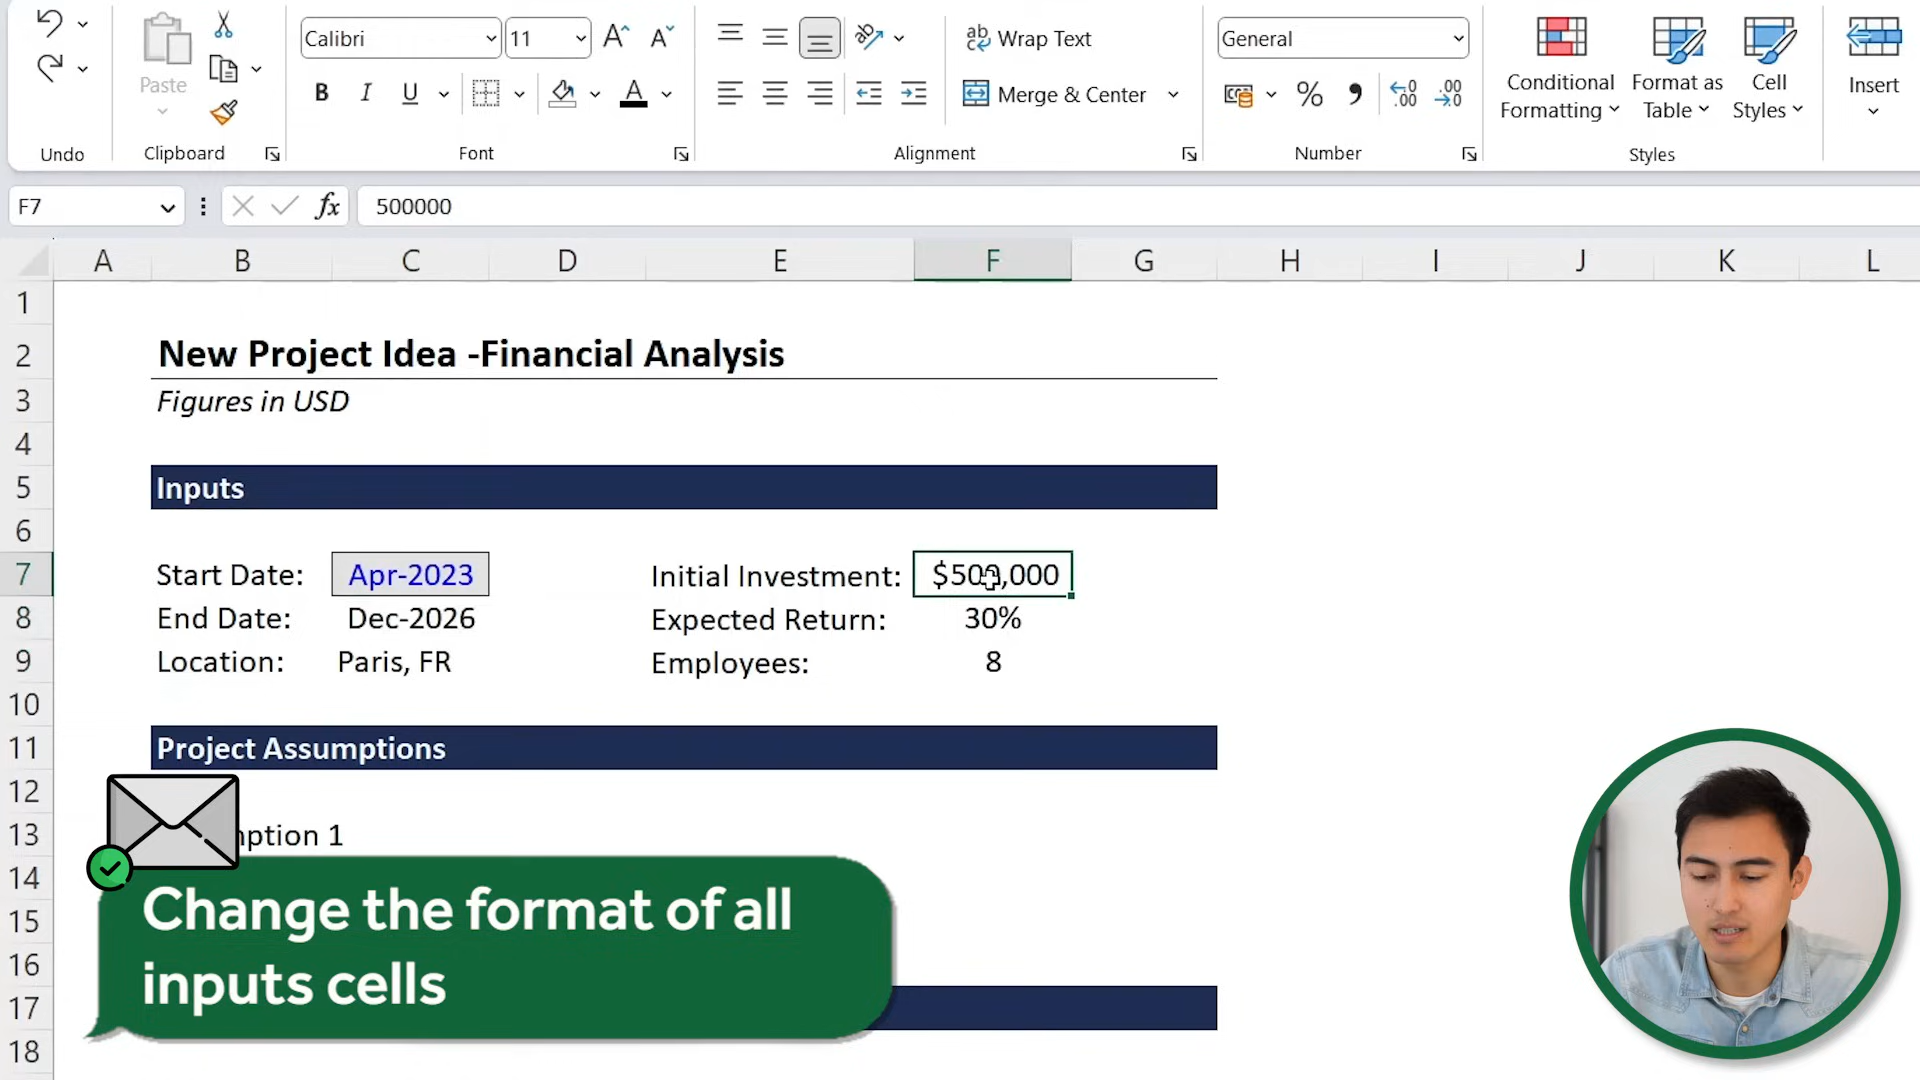 Calibri
11
A^
A˅
ab
c
Wrap Text
General
Paste
B I U
A
Merge & Center
%
,
.00
.00
Conditional
Formatting
Format as
Table
Cell
Styles
Insert
Undo
Clipboard
Font
Alignment
Number
Styles
F7
fx
500000
A B C D E F G H I J K L
1
2 New Project Idea -Financial Analysis
3 Figures in USD
4
5 Inputs
6
7 Start Date: Apr-2023 Initial Investment: $500,000
8 End Date: Dec-2026 Expected Return: 30%
9 Location: Paris, FR Employees: 8
10
11 Project Assumptions
12
13 mption 1
14
15
16
17
18
Change the format of all
inputs cells